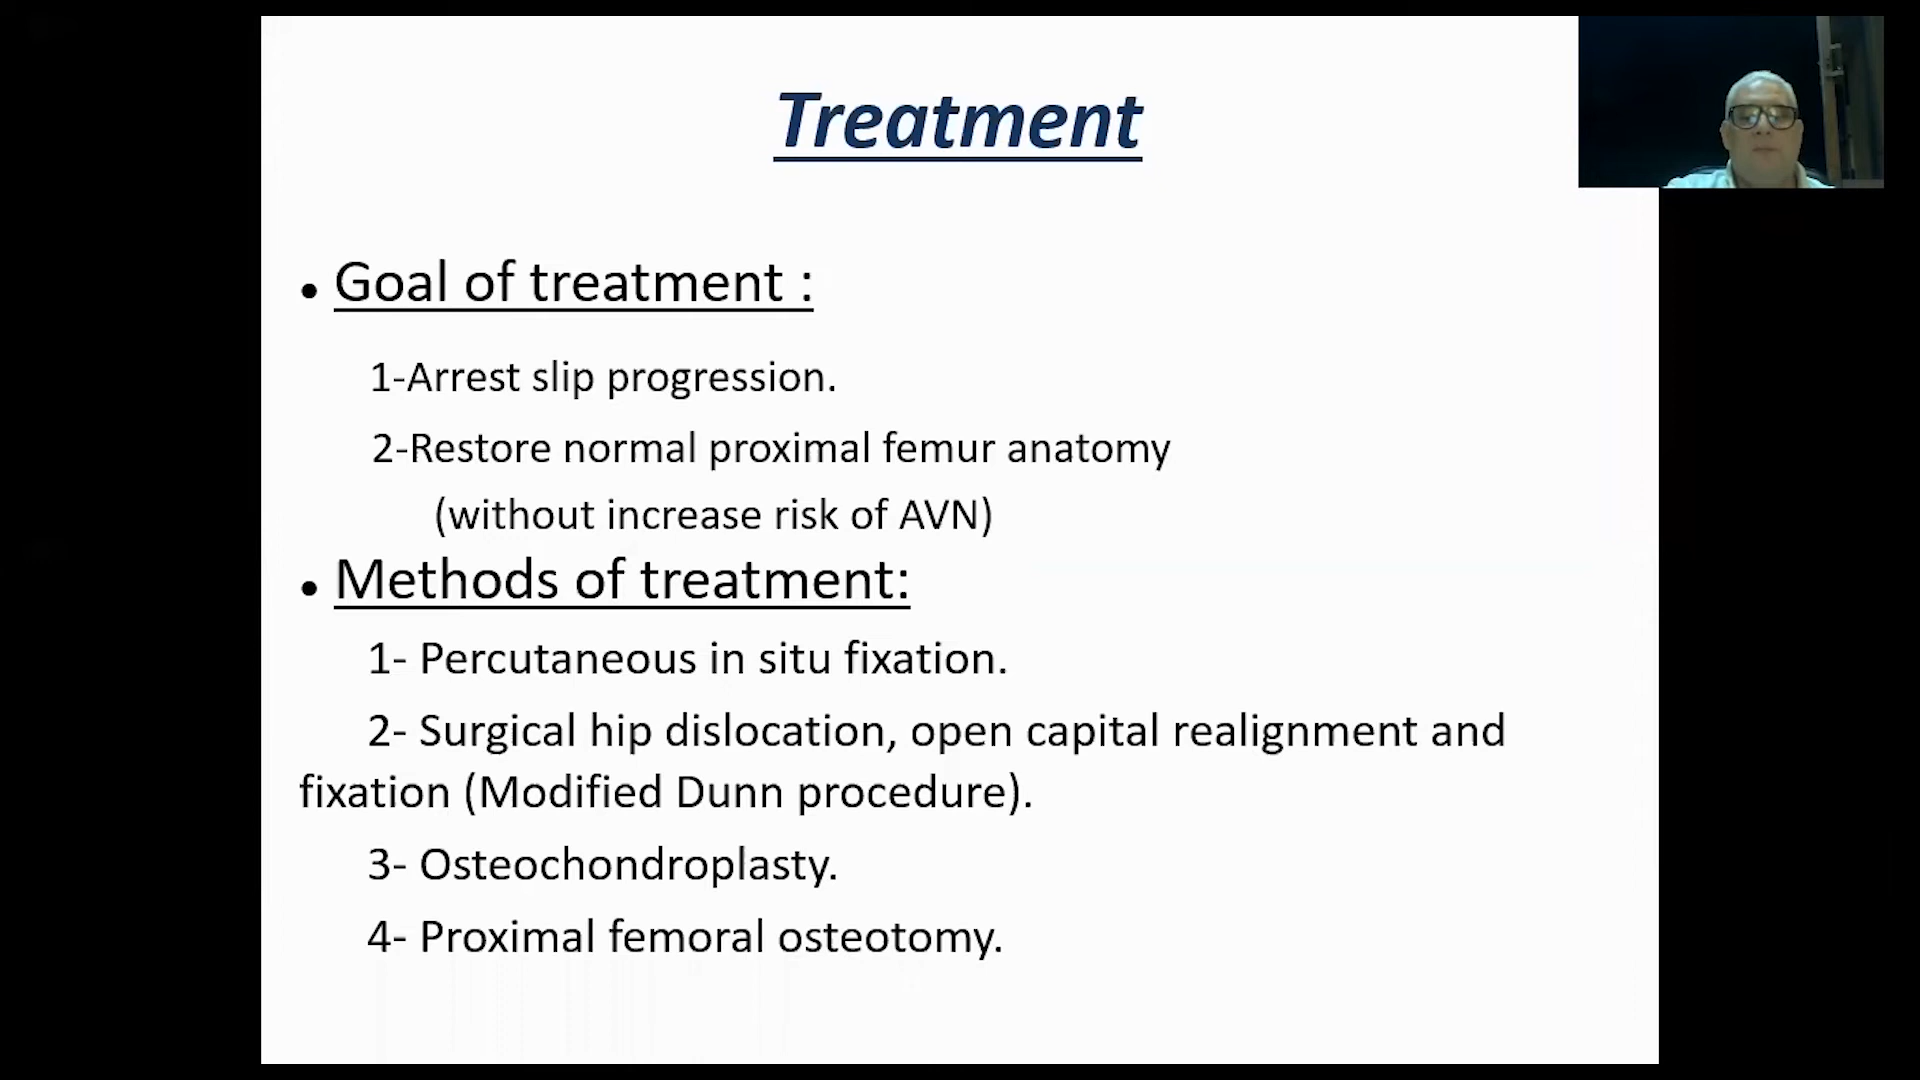 Treatment
• Goal of treatment :
1-Arrest slip progression.
2-Restore normal proximal femur anatomy
(without increase risk of AVN)
• Methods of treatment:
1- Percutaneous in situ fixation.
2- Surgical hip dislocation, open capital realignment and
fixation (Modified Dunn procedure).
3- Osteochondroplasty.
4- Proximal femoral osteotomy.